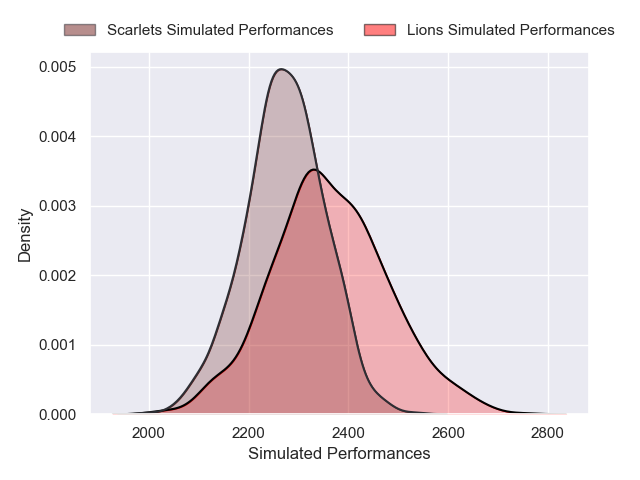 Scarlets Simulated Performances Lions Simulated Performances
0.005
0.004
0.003
0.002
0.001
0.000
Density
2000 2200 2400 2600 2800
Simulated Performances